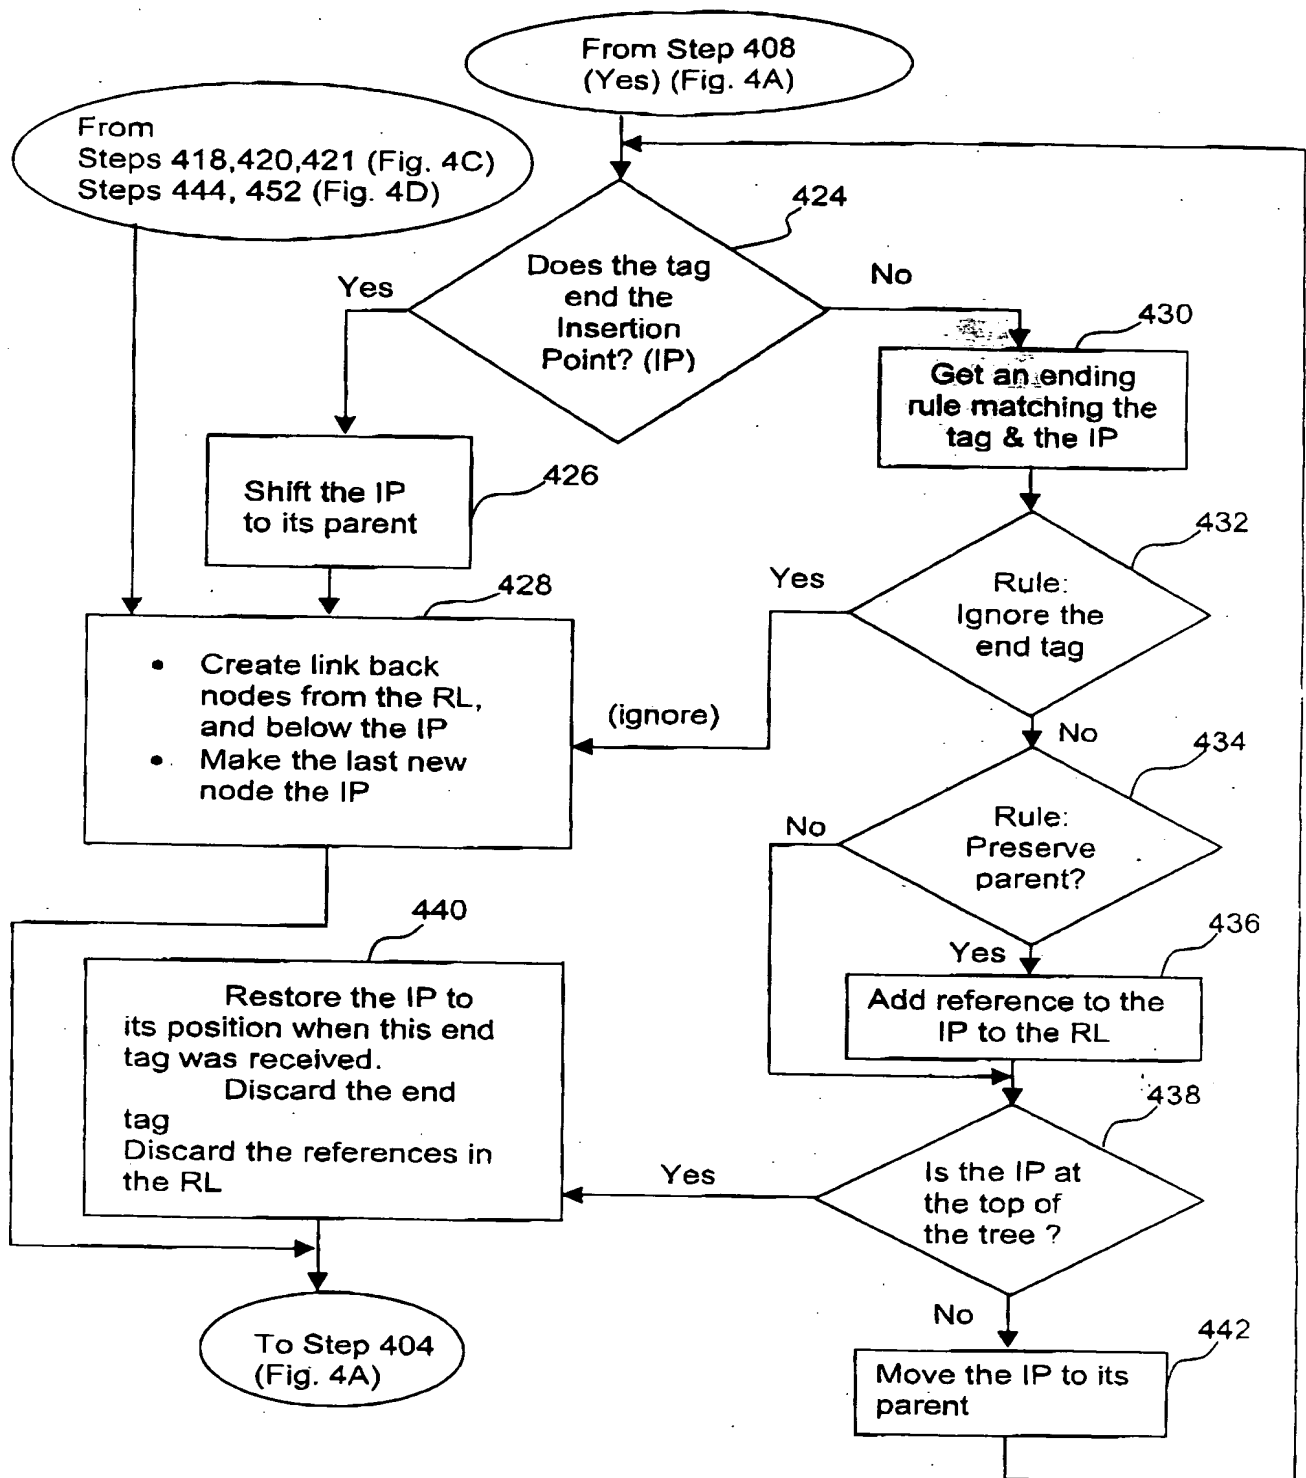 From Step 408
(Yes) (Fig. 4A)
From
Steps 418,420,421 (Fig. 4C)
Steps 444, 452 (Fig. 4D)
424
Does the tag
end the
Insertion
Point? (IP)
Yes
No
430
Get an ending
rule matching the
tag & the IP
426
Shift the IP
to its parent
432
Rule:
Ignore the
end tag
Yes
(ignore)
No
428
• Create link back
nodes from the RL,
and below the IP
• Make the last new
node the IP
434
Rule:
Preserve
parent?
No
Yes
436
Add reference to the
IP to the RL
440
Restore the IP to
its position when this end
tag was received.
Discard the end
tag
Discard the references in
the RL
438
Is the IP at
the top of
the tree ?
Yes
No
442
Move the IP to its
parent
To Step 404
(Fig. 4A)